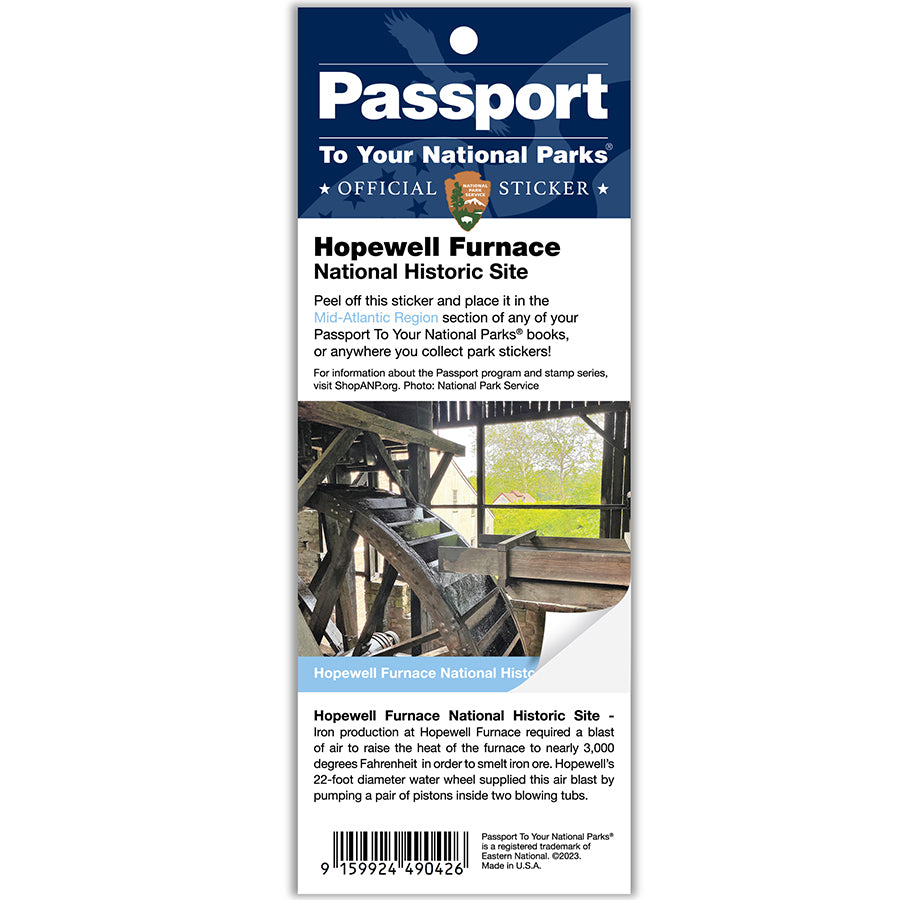 Passport
To Your National Parks®
★ OFFICIAL STICKER ★
NATIONAL
PARK
SERVICE
Hopewell Furnace
National Historic Site
Peel off this sticker and place it in the
Mid-Atlantic Region section of any of your
Passport To Your National Parks® books,
or anywhere you collect park stickers!
For information about the Passport program and stamp series,
visit ShopANP.org. Photo: National Park Service
Hopewell Furnace National Histo
Hopewell Furnace National Historic Site -
Iron production at Hopewell Furnace required a blast
of air to raise the heat of the furnace to nearly 3,000
degrees Fahrenheit in order to smelt iron ore. Hopewell's
22-foot diameter water wheel supplied this air blast by
pumping a pair of pistons inside two blowing tubs.
9 159924 490426
Passport To Your National Parks®
is a registered trademark of
Eastern National. ©2023.
Made in U.S.A.